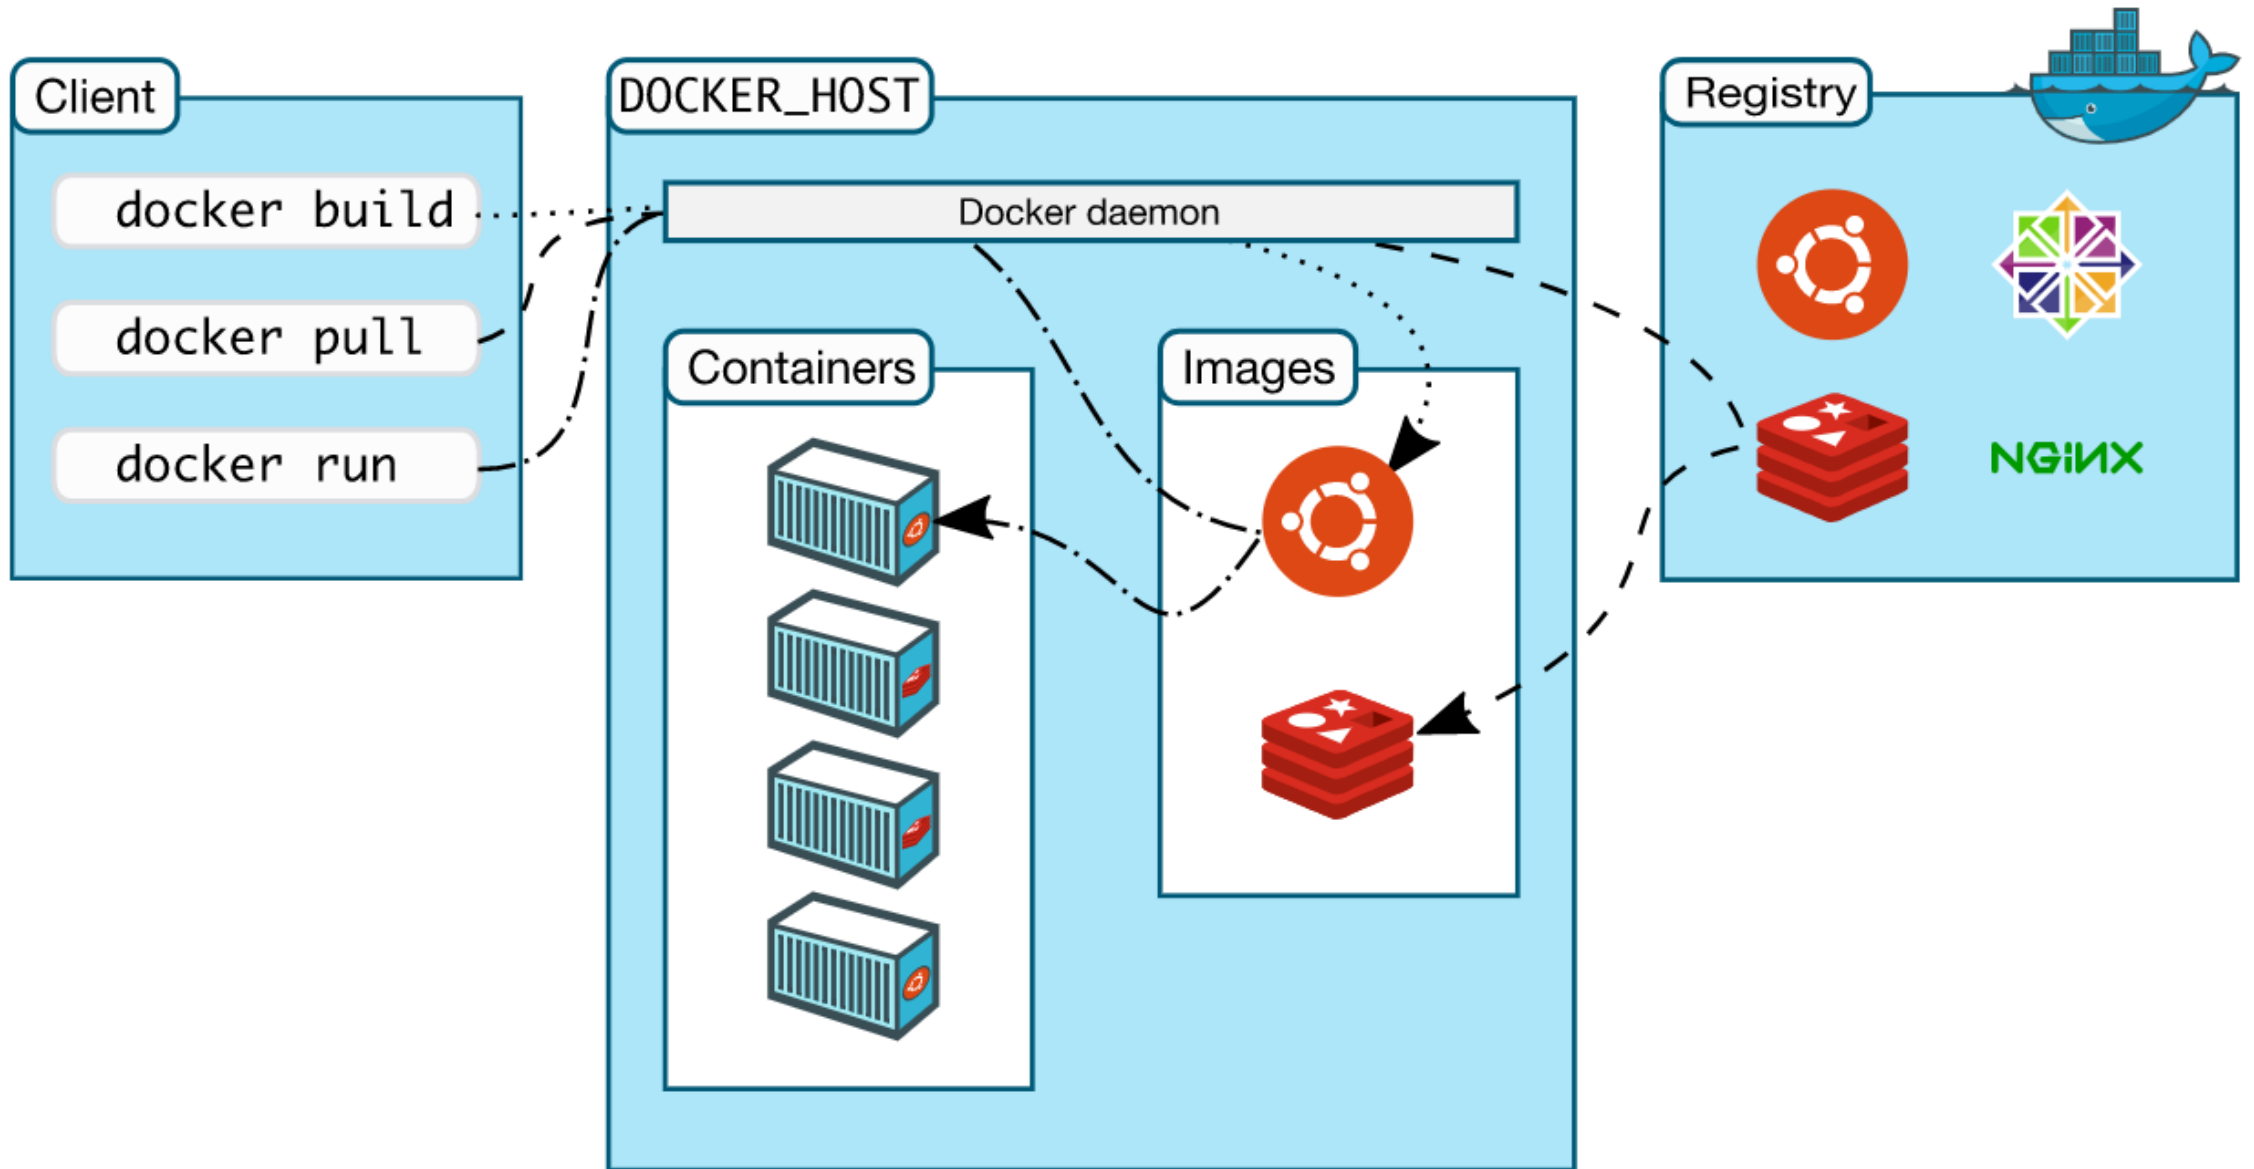 Client
docker build
docker pull
docker run
DOCKER_HOST
Docker daemon
Containers
Images
Registry
NGiNX